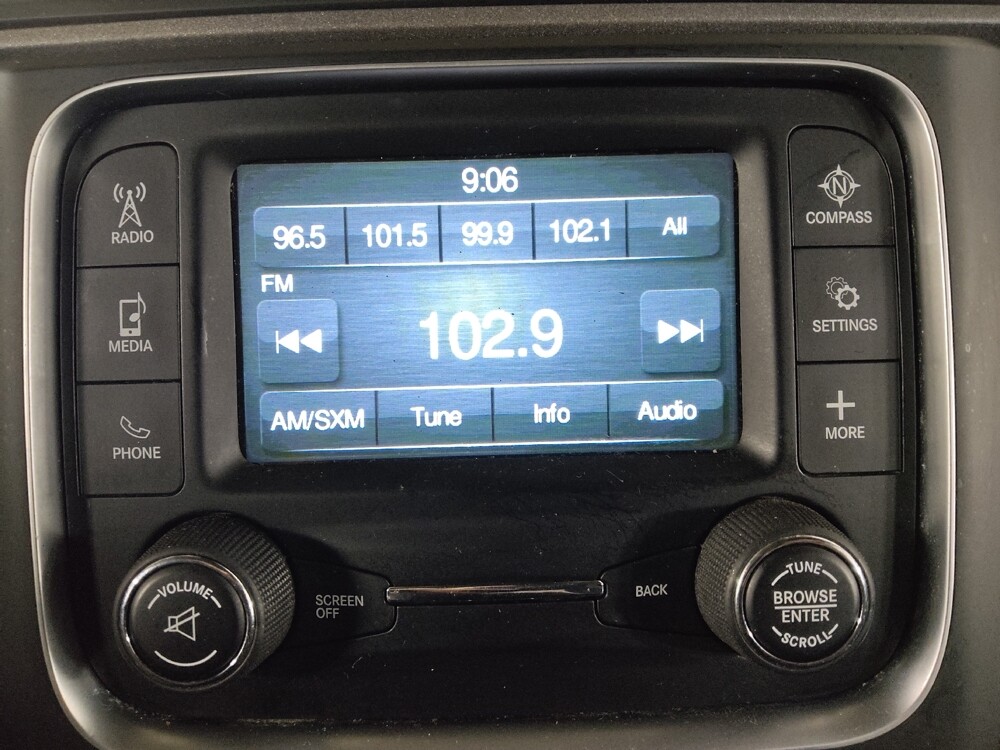 9:06
96.5 101.5 99.9 102.1 All
FM
102.9
AM/SXM Tune Info Audio
RADIO
MEDIA
PHONE
N
COMPASS
SETTINGS
MORE
VOLUME
SCREEN
OFF
BACK
TUNE
BROWSE
ENTER
SCROLL